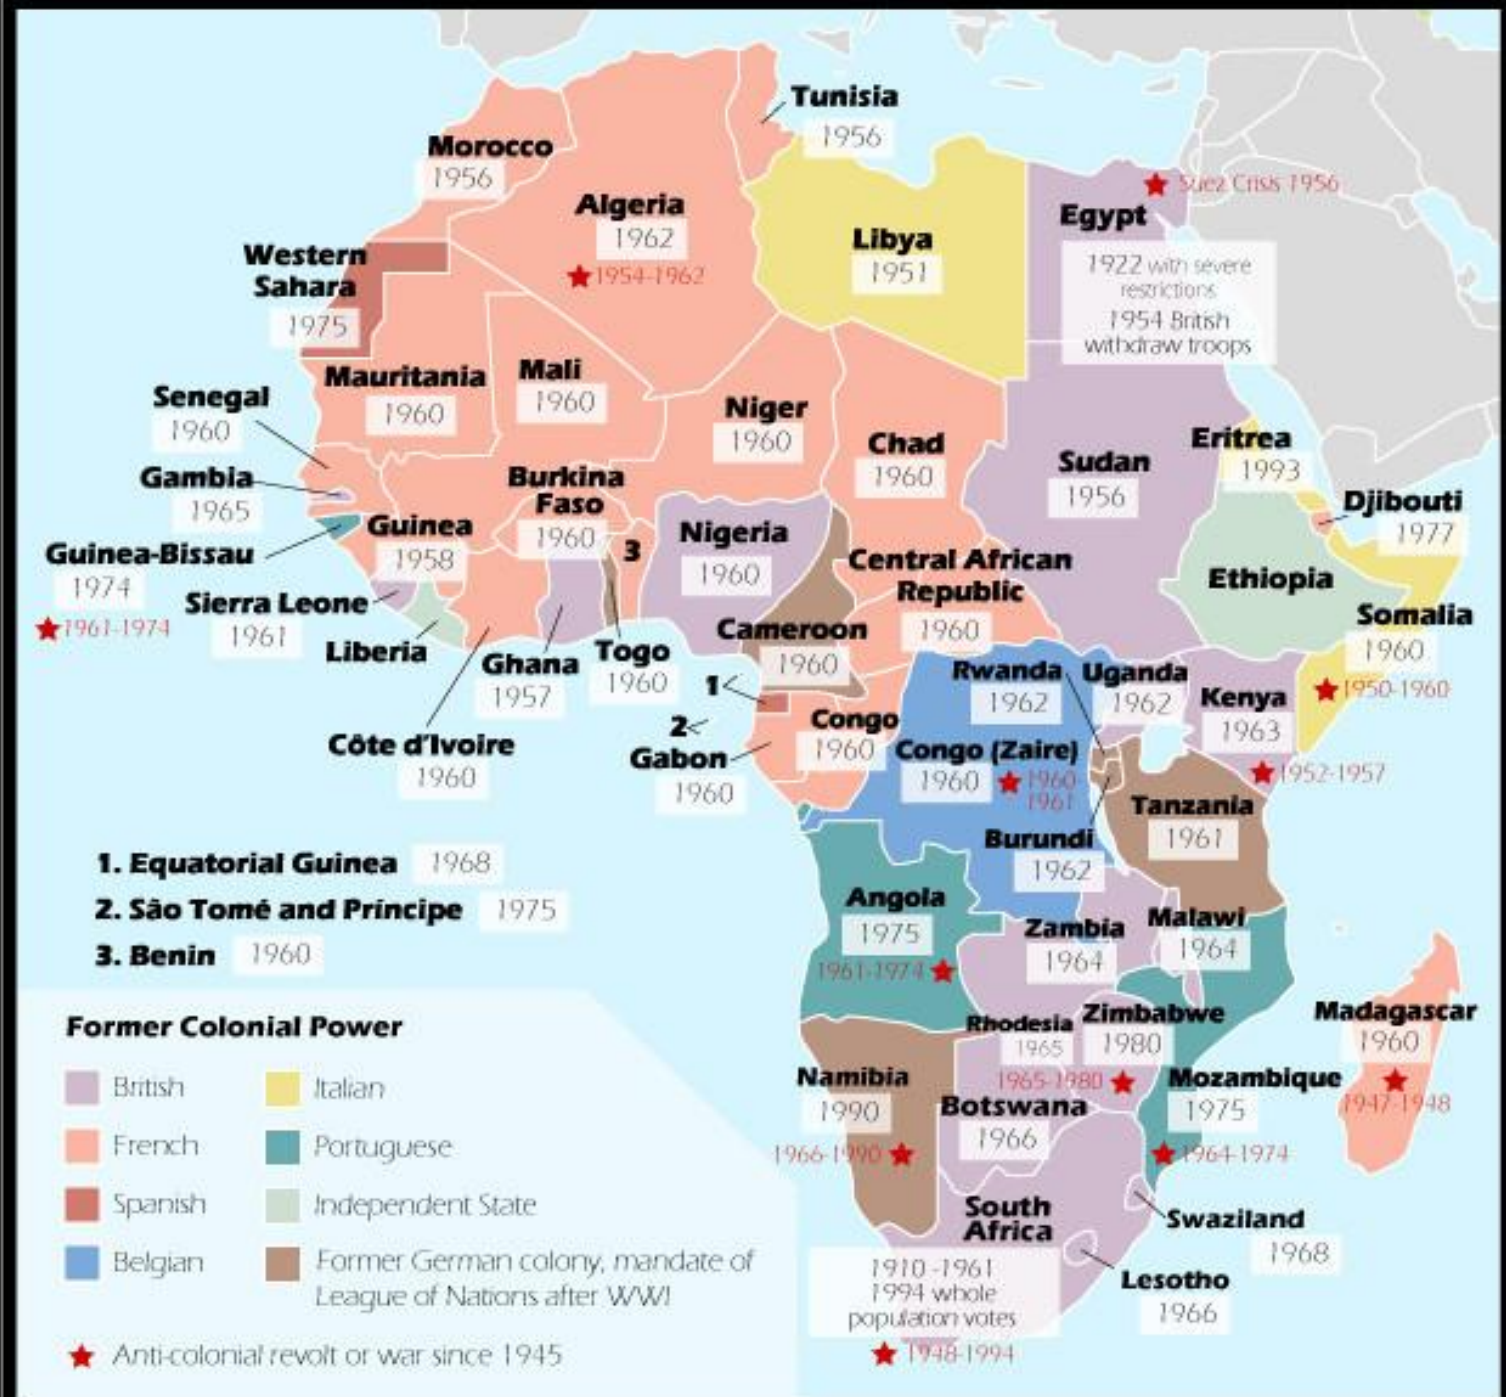 Tunisia
1956
Morocco
1956
Algeria
1962
1954-1962
Libya
1951
Suez Crisis 1956
Egypt
1922 with severe
restrictions
1954 British
withdraw troops
Western
Sahara
1975
Mauritania
1960
Mali
1960
Niger
1960
Chad
1960
Sudan
1956
Eritrea
1993
Djibouti
1977
Senegal
1960
Gambia
1965
Guinea-Bissau
1974
1961-1974
Guinea
1958
Burkina
Faso
1960
3
Nigeria
1960
Central African
Republic
1960
Ethiopia
Somalia
1960
1950-1960
Sierra Leone
1961
Liberia
Ghana
1957
Togo
1960
Cameroon
1960
1
2
Côte d'Ivoire
1960
Gabon
1960
Congo
1960
Rwanda
1962
Uganda
1962
Kenya
1963
1952-1957
Congo (Zaire)
1960
1960-
1961
Burundi
1962
Tanzania
1961
1. Equatorial Guinea 1968
2. São Tomé and Príncipe 1975
3. Benin 1960
Angola
1975
1961-1974
Zambia
1964
Malawi
1964
Rhodesia
1965
Zimbabwe
1980
1965-1980
Madagascar
1960
1947-1948
Namibia
1990
1966-1990
Botswana
1966
Mozambique
1975
1964-1974
South
Africa
1910 -1961
1994 whole
population votes
1948-1994
Swaziland
1968
Lesotho
1966
Former Colonial Power
British
French
Spanish
Belgian
Italian
Portuguese
Independent State
Former German colony, mandate of
League of Nations after WWI
Anti-colonial revolt or war since 1945